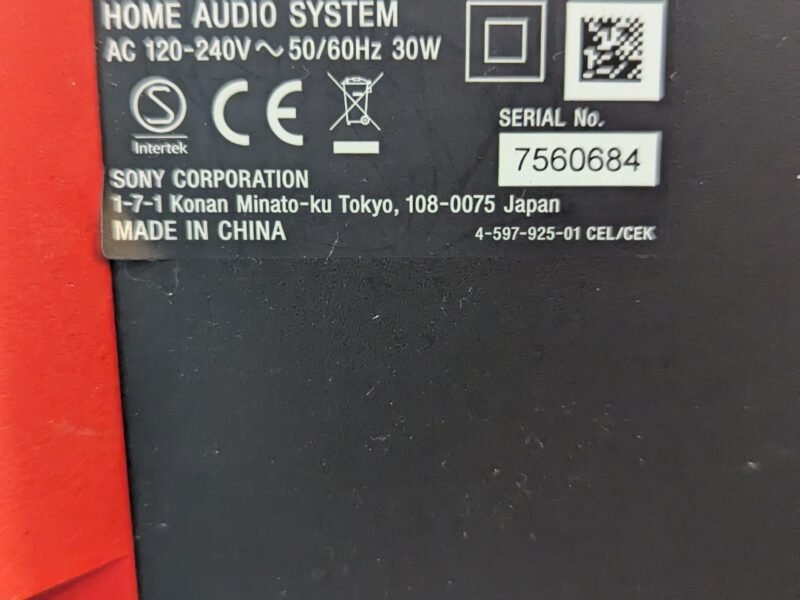 HOME AUDIO SYSTEM
AC 120-240V~50/60Hz 30W
S
CE
Intertek
SERIAL No.
7560684
SONY CORPORATION
1-7-1 Konan Minato-ku Tokyo, 108-0075 Japan
MADE IN CHINA
4-597-925-01 CEL/CEK